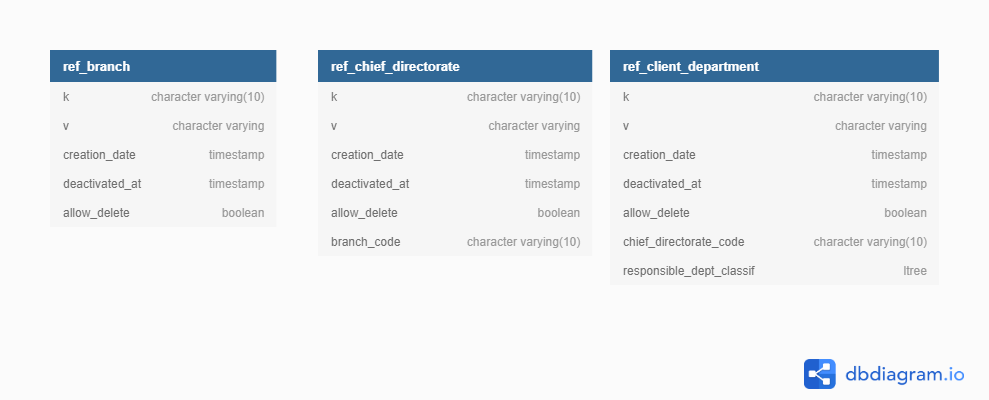 ref_branch
k character varying(10)
v character varying
creation_date timestamp
deactivated_at timestamp
allow_delete boolean
ref_chief_directorate
k character varying(10)
v character varying
creation_date timestamp
deactivated_at timestamp
allow_delete boolean
branch_code character varying(10)
ref_client_department
k character varying(10)
v character varying
creation_date timestamp
deactivated_at timestamp
allow_delete boolean
chief_directorate_code character varying(10)
responsible_dept_classif ltree
dbdiagram.io